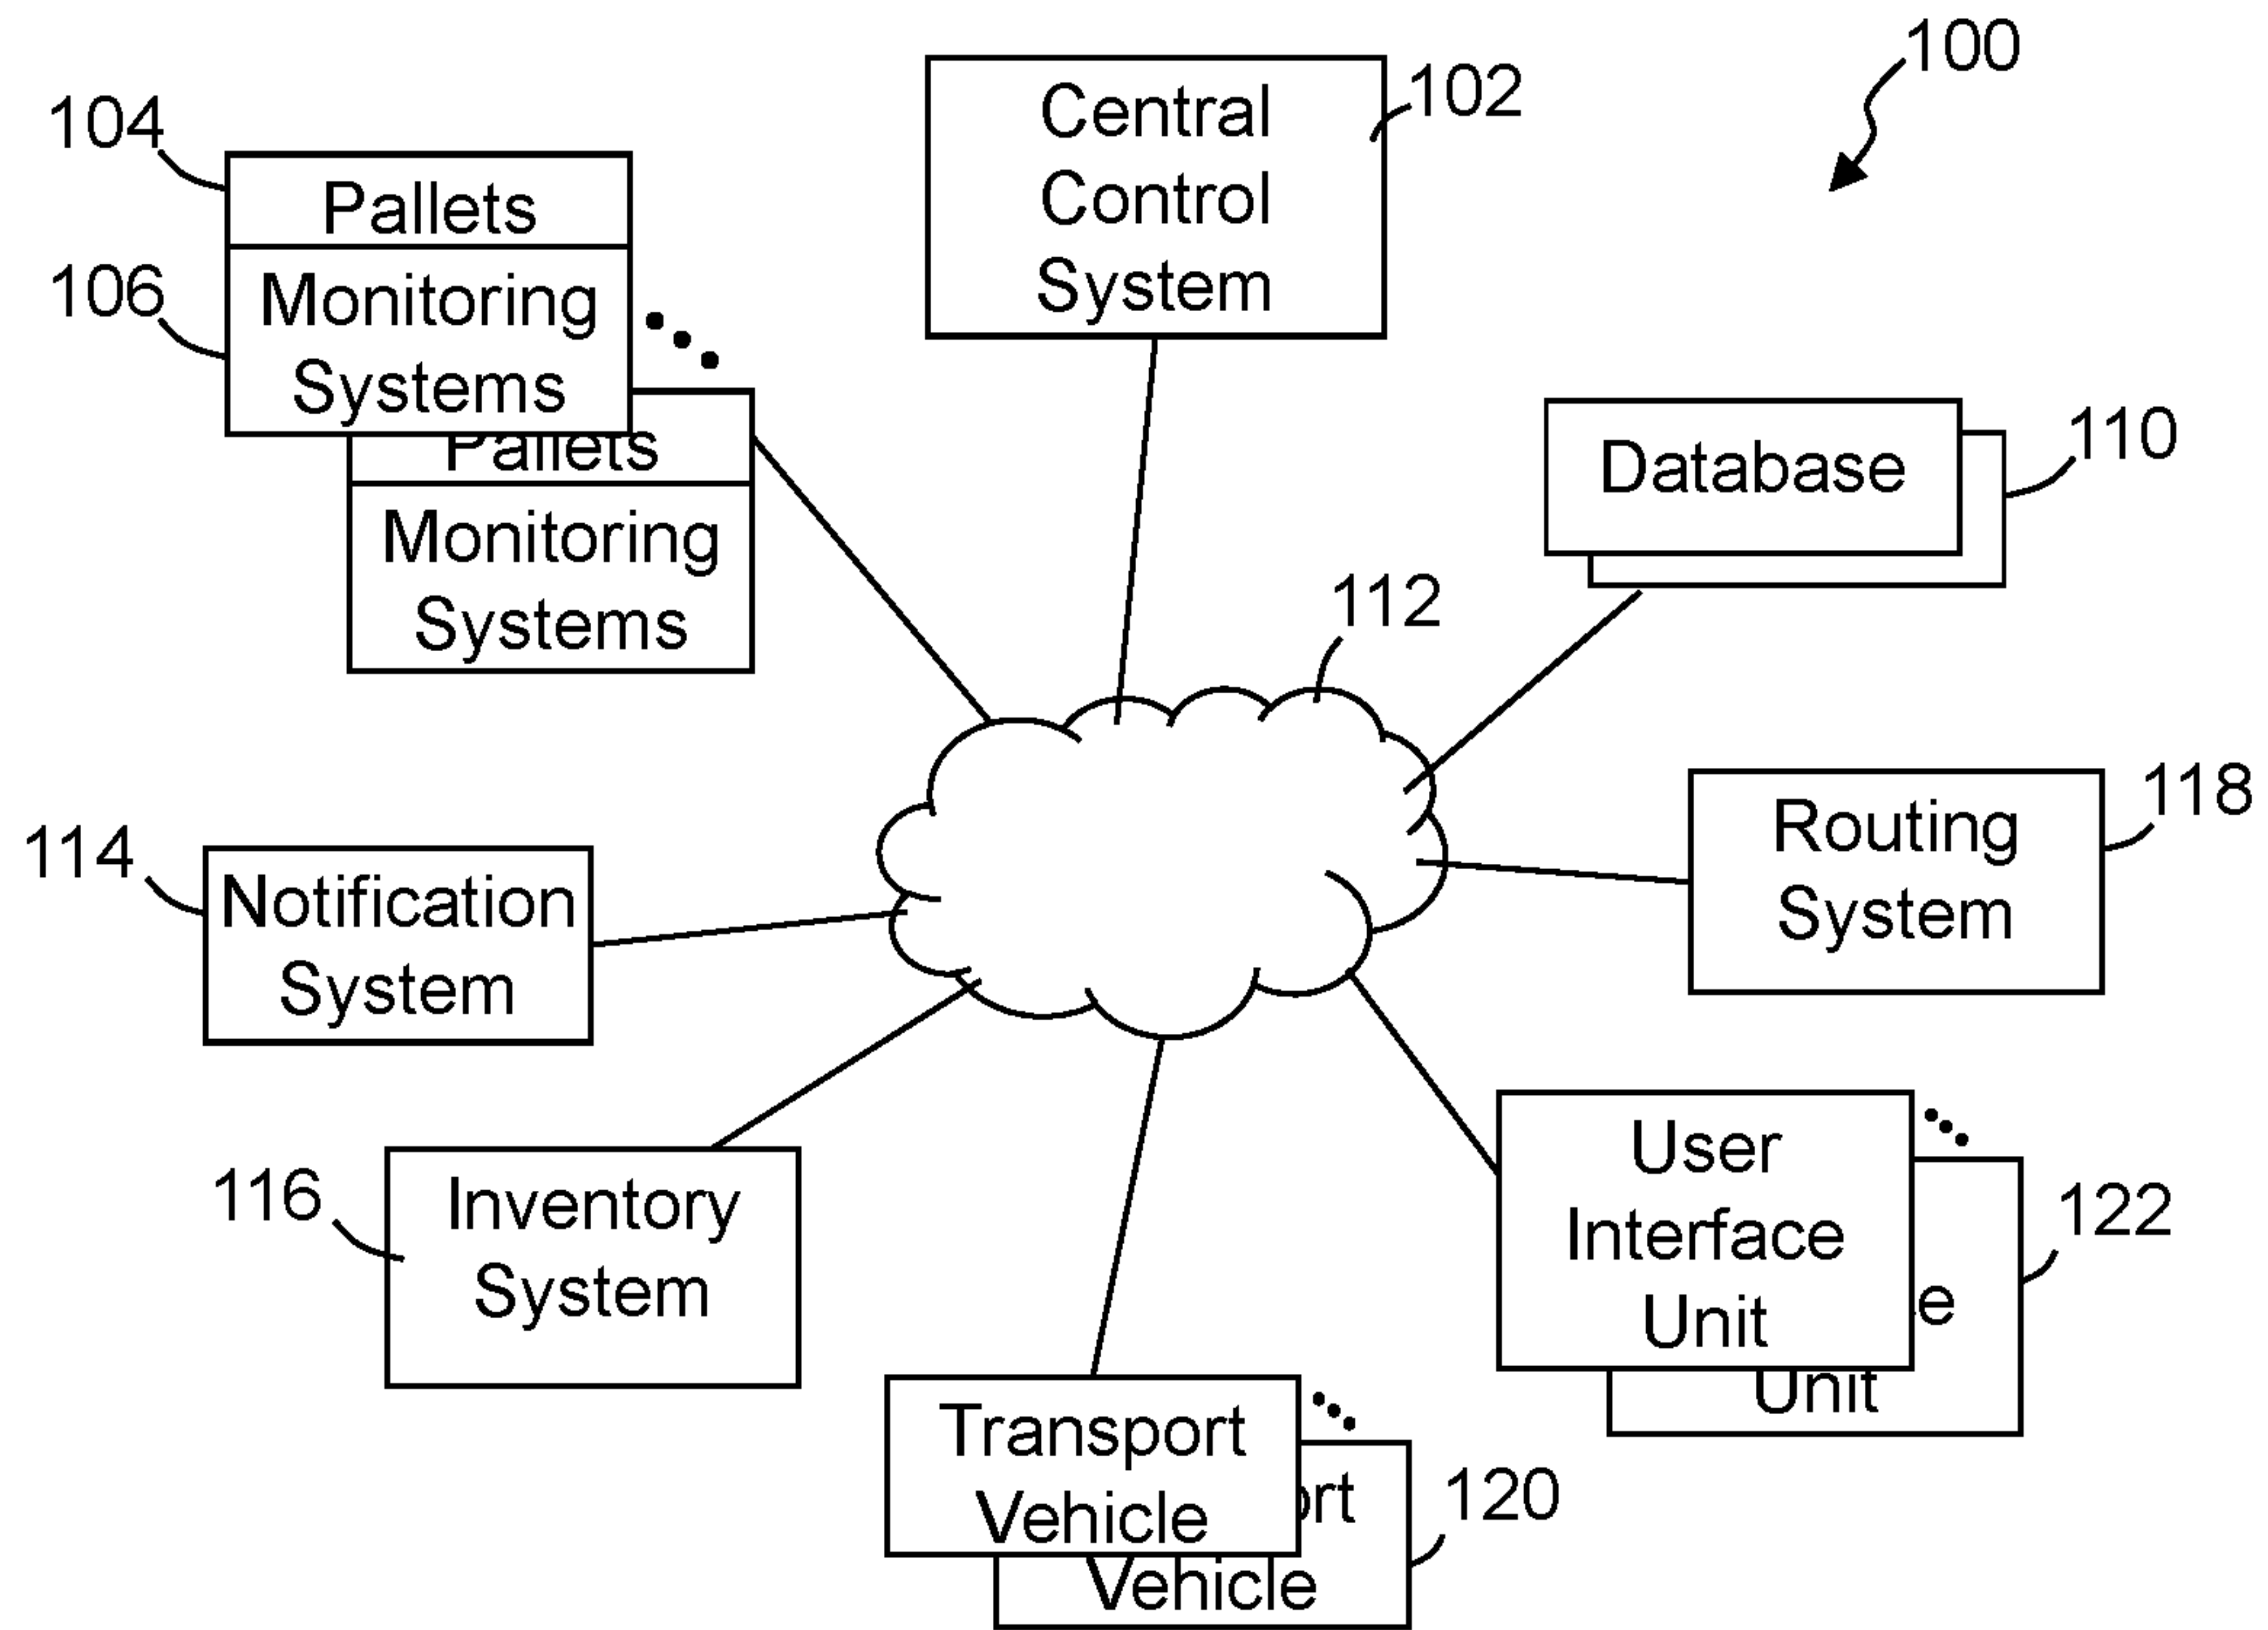 100
102
Central
Control
System
104
Pallets
106
Monitoring
Systems
Pallets
Monitoring
Systems
110
Database
112
118
Routing
System
114
Notification
System
116
Inventory
System
122
User
Interface
Unit
e
Unit
120
Transport
Vehicle
ort
Vehicle